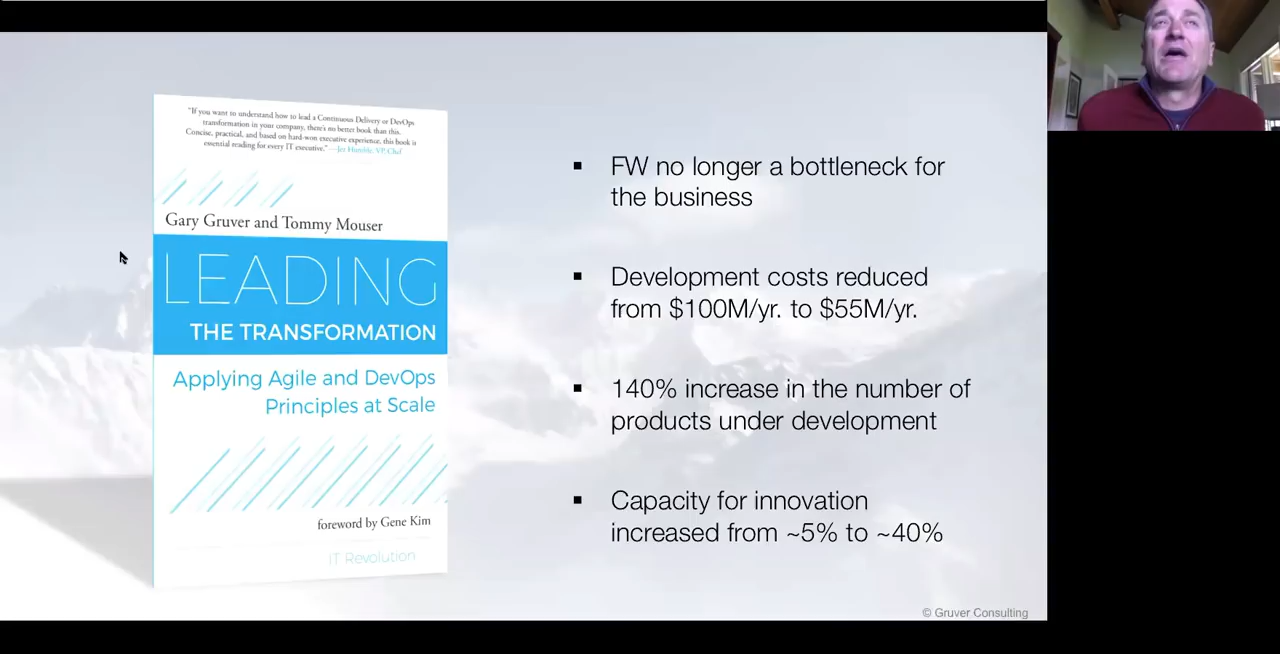 "If you want to understand how to lead a Continuous Delivery or DevOps
transformation in your company, there's no better book than this.
Concise, practical, and based on hard-won executive experience, this book is
essential reading for every IT executive."—Jez Humble, VP, Chef
Gary Gruver and Tommy Mouser
LEADING
THE TRANSFORMATION
Applying Agile and DevOps
Principles at Scale
foreword by Gene Kim
IT Revolution
▪ FW no longer a bottleneck for
the business
▪ Development costs reduced
from $100M/yr. to $55M/yr.
▪ 140% increase in the number of
products under development
▪ Capacity for innovation
increased from ~5% to ~40%
© Gruver Consulting